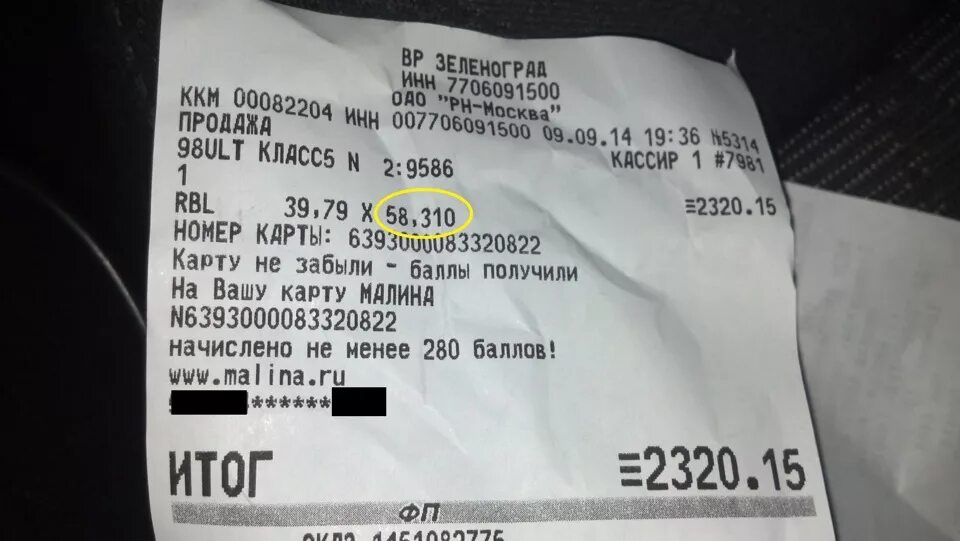 ВР ЗЕЛЕНОГРАД
ИНН 7706091500
ОАО "РН-Москва"
ККМ 00082204 ИНН 007706091500 09.09.14 19:36 №5314
ПРОДАЖА КАССИР 1 #7981
98ULT КЛАСС5 N 2:9586
1
RBL 39,79 X 58,310 ≡2320.15
НОМЕР КАРТЫ: 6393000083320822
Карту не забыли - баллы получили
На Вашу карту МАЛИНА
N6393000083320822
начислено не менее 280 баллов!
www.malina.ru
******
ИТОГ ≡2320.15
ФП